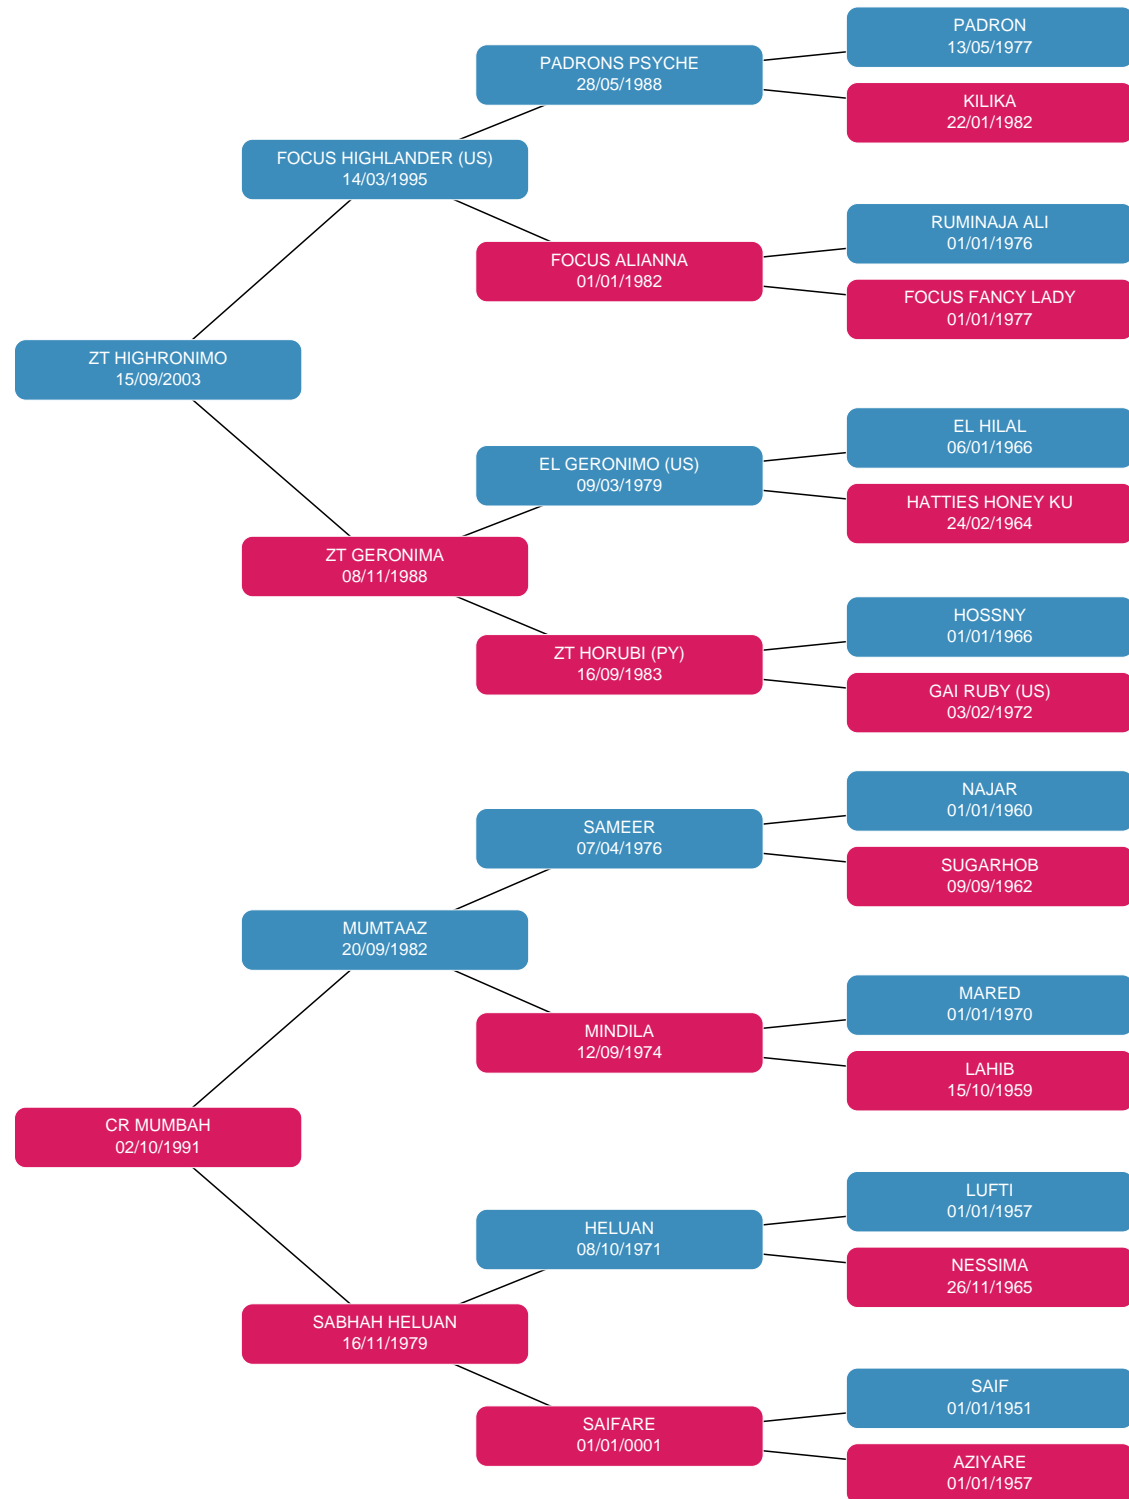 PADRON
13/05/1977
PADRONS PSYCHE
28/05/1988
KILIKA
22/01/1982
FOCUS HIGHLANDER (US)
14/03/1995
RUMINAJA ALI
01/01/1976
FOCUS ALIANNA
01/01/1982
FOCUS FANCY LADY
01/01/1977
ZT HIGHRONIMO
15/09/2003
EL HILAL
06/01/1966
EL GERONIMO (US)
09/03/1979
HATTIES HONEY KU
24/02/1964
ZT GERONIMA
08/11/1988
HOSSNY
01/01/1966
ZT HORUBI (PY)
16/09/1983
GAI RUBY (US)
03/02/1972
NAJAR
01/01/1960
SAMEER
07/04/1976
SUGARHOB
09/09/1962
MUMTAAZ
20/09/1982
MARED
01/01/1970
MINDILA
12/09/1974
LAHIB
15/10/1959
CR MUMBAH
02/10/1991
LUFTI
01/01/1957
HELUAN
08/10/1971
NESSIMA
26/11/1965
SABHAH HELUAN
16/11/1979
SAIF
01/01/1951
SAIFARE
01/01/0001
AZIYARE
01/01/1957